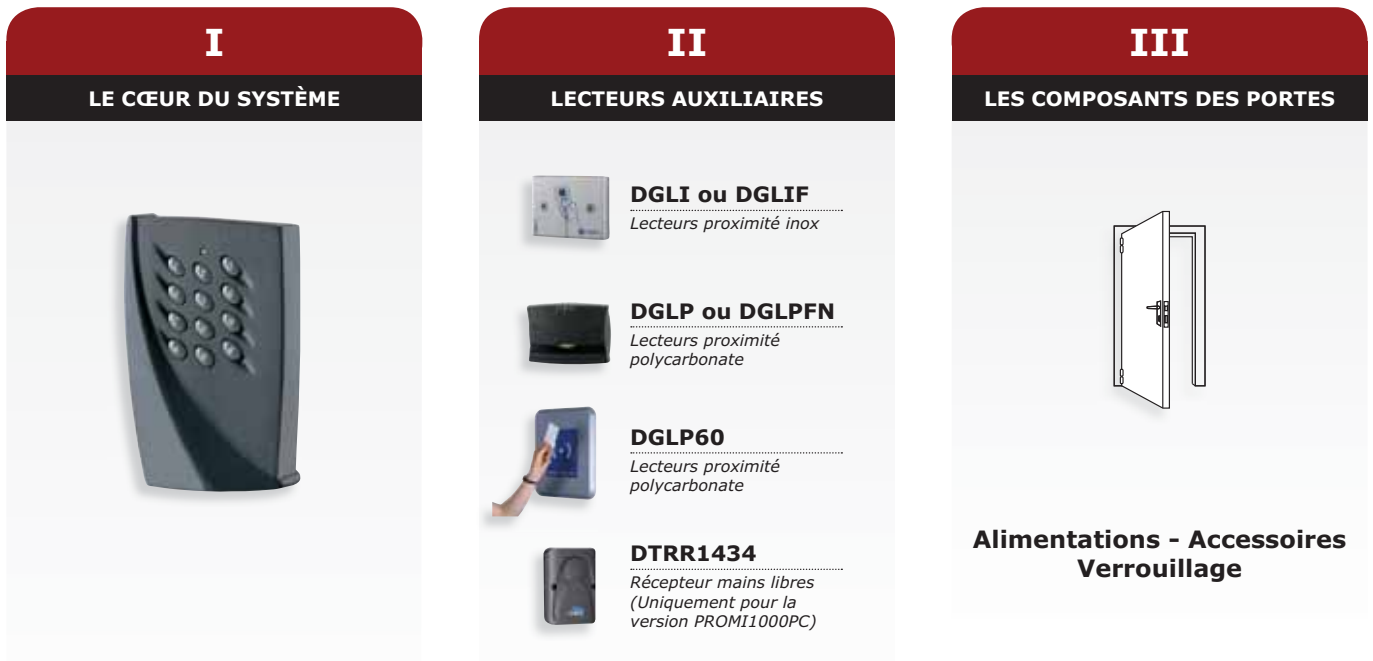 I
LE CŒUR DU SYSTÈME
II
LECTEURS AUXILIAIRES
DGLI ou DGLIF
Lecteurs proximité inox
DGLP ou DGLPFN
Lecteurs proximité
polycarbonate
DGLP60
Lecteurs proximité
polycarbonate
DTRR1434
Récepteur mains libres
(Uniquement pour la
version PROMI1000PC)
III
LES COMPOSANTS DES PORTES
Alimentations - Accessoires
Verrouillage